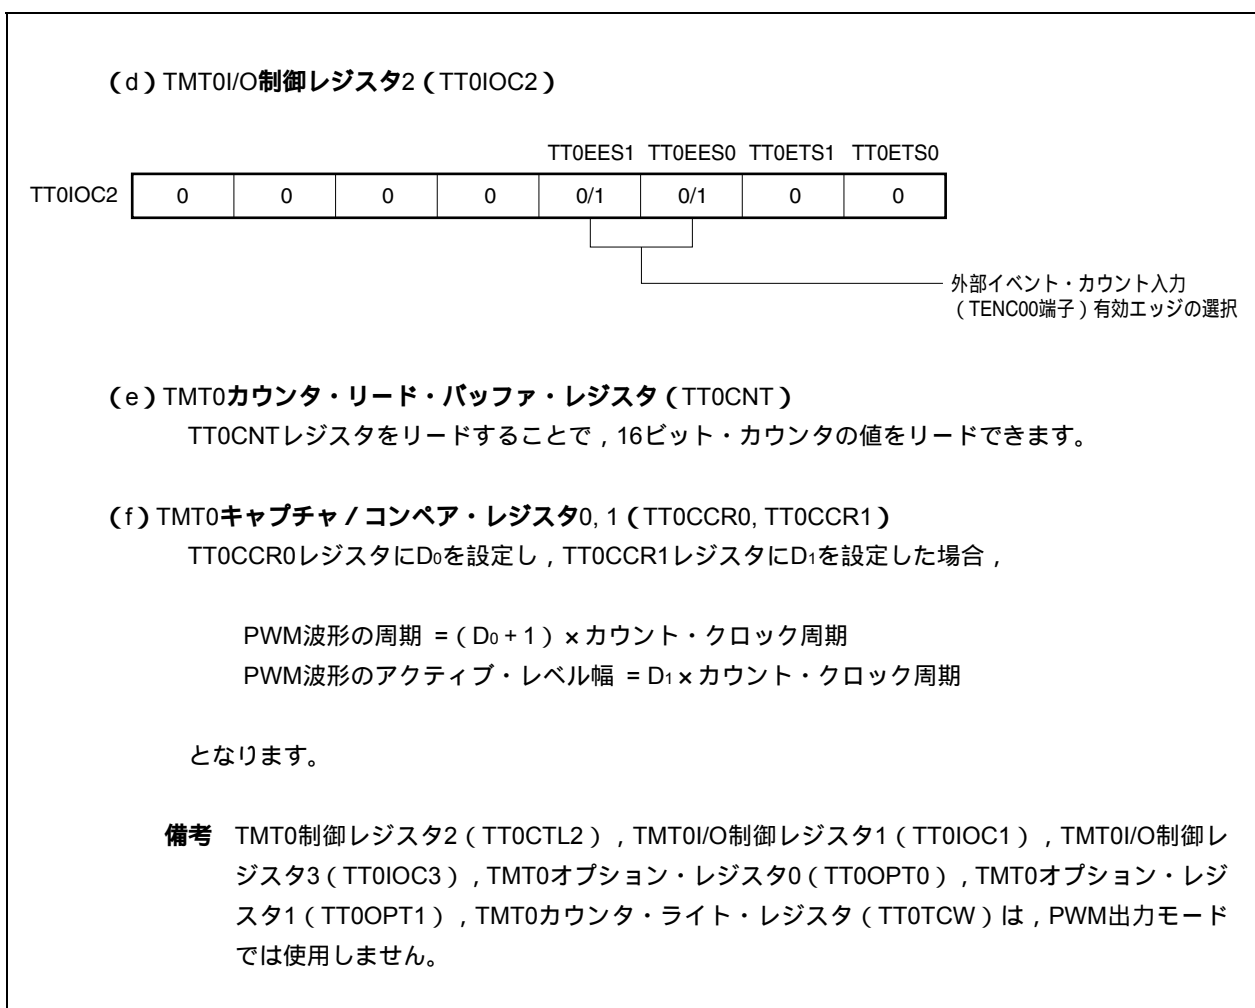 （d）TMT0I/O制御レジスタ2（TT0IOC2）
TT0EES1 TT0EES0 TT0ETS1 TT0ETS0
TT0IOC2 0 0 0 0 0/1 0/1 0 0
外部イベント・カウント入力
（TENC00端子）有効エッジの選択
（e）TMT0カウンタ・リード・バッファ・レジスタ（TT0CNT）
TT0CNTレジスタをリードすることで，16ビット・カウンタの値をリードできます。
（f）TMT0キャプチャ／コンペア・レジスタ0, 1（TT0CCR0, TT0CCR1）
TT0CCR0レジスタにD0を設定し，TT0CCR1レジスタにD1を設定した場合，
PWM波形の周期 =（D0 + 1）× カウント・クロック周期
PWM波形のアクティブ・レベル幅 = D1 × カウント・クロック周期
となります。
備考 TMT0制御レジスタ2（TT0CTL2），TMT0I/O制御レジスタ1（TT0IOC1），TMT0I/O制御レ
ジスタ3（TT0IOC3），TMT0オプション・レジスタ0（TT0OPT0），TMT0オプション・レジ
スタ1（TT0OPT1），TMT0カウンタ・ライト・レジスタ（TT0TCW）は，PWM出力モード
では使用しません。